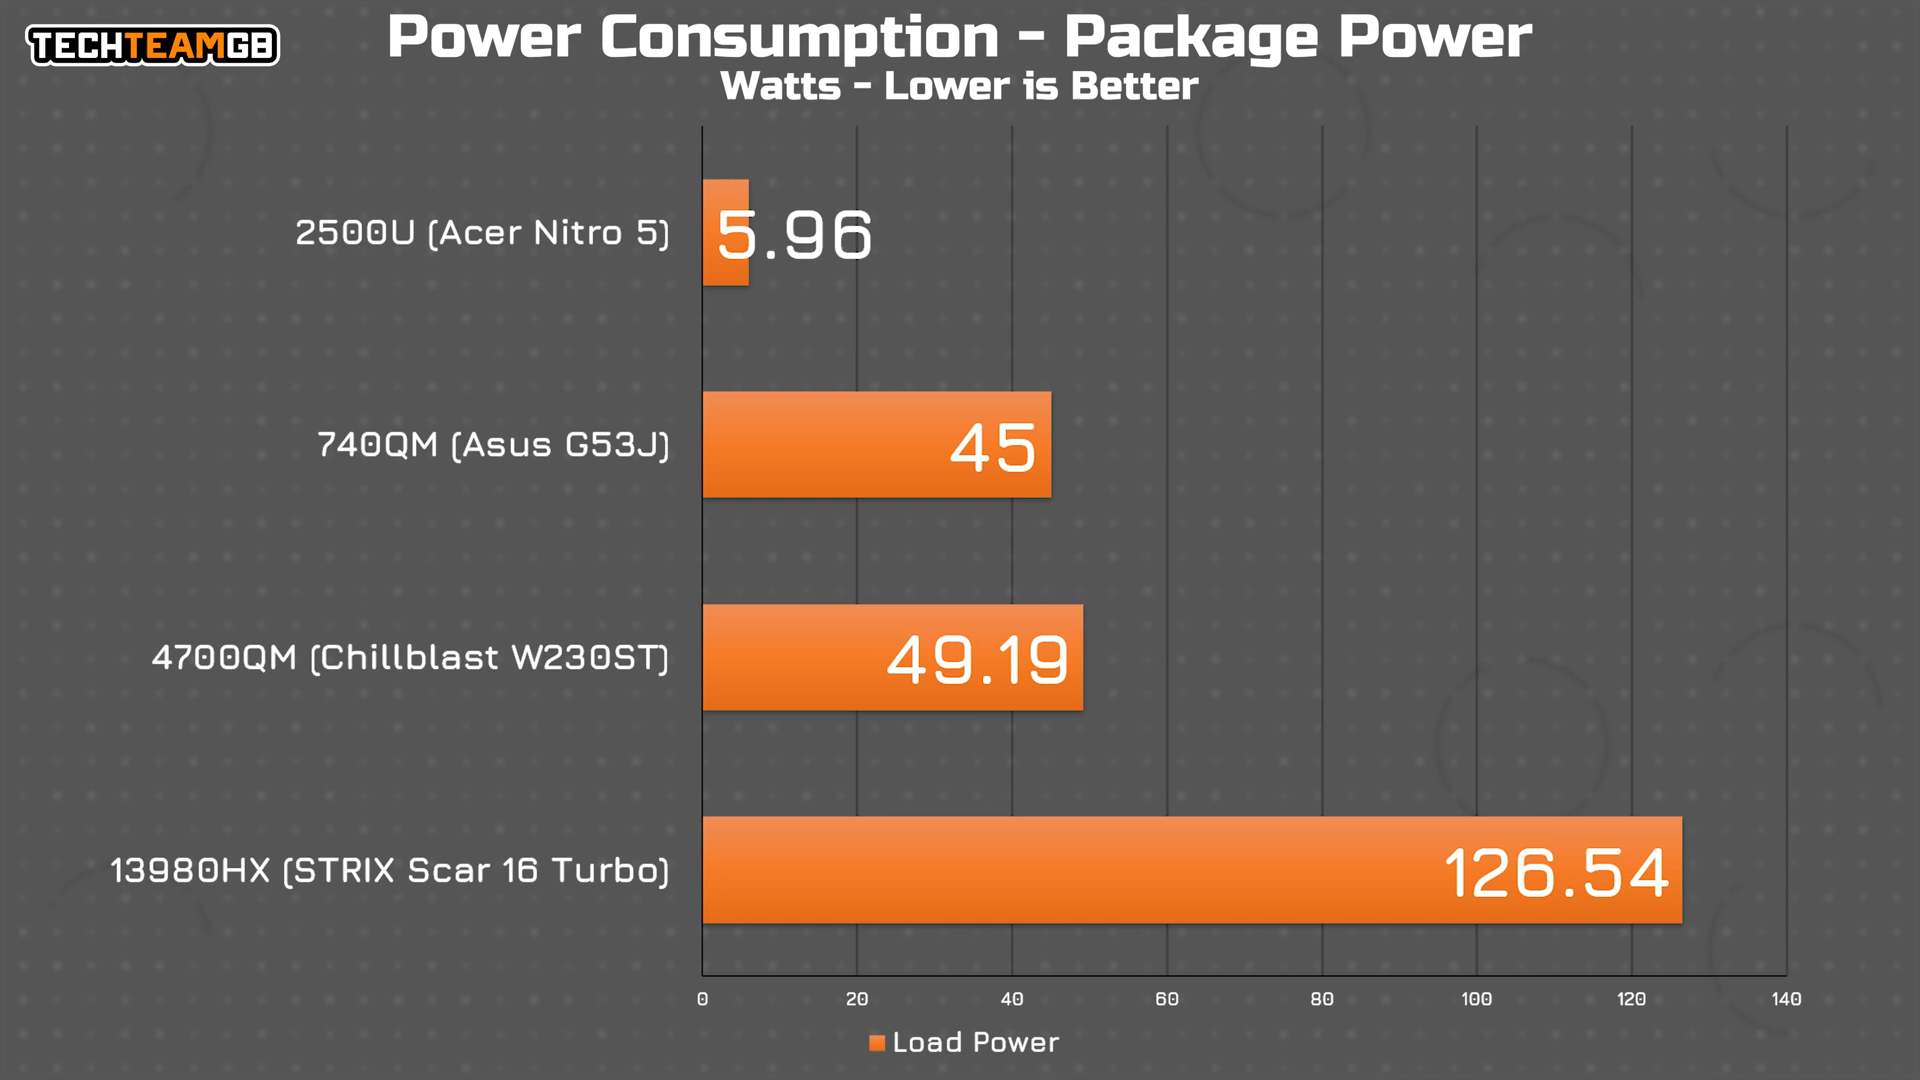 TECHTEAMGB
Power Consumption - Package Power
Watts - Lower is Better
2500U (Acer Nitro 5)
5.96
740QM (Asus G53J)
45
4700QM (Chillblast W230ST)
49.19
13980HX (STRIX Scar 16 Turbo)
126.54
0 20 40 60 80 100 120 140
Load Power